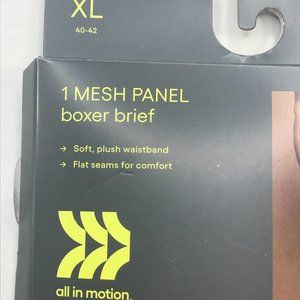 XL
40-42
1 MESH PANEL
boxer brief
→ Soft, plush waistband
→ Flat seams for comfort
all in motion.